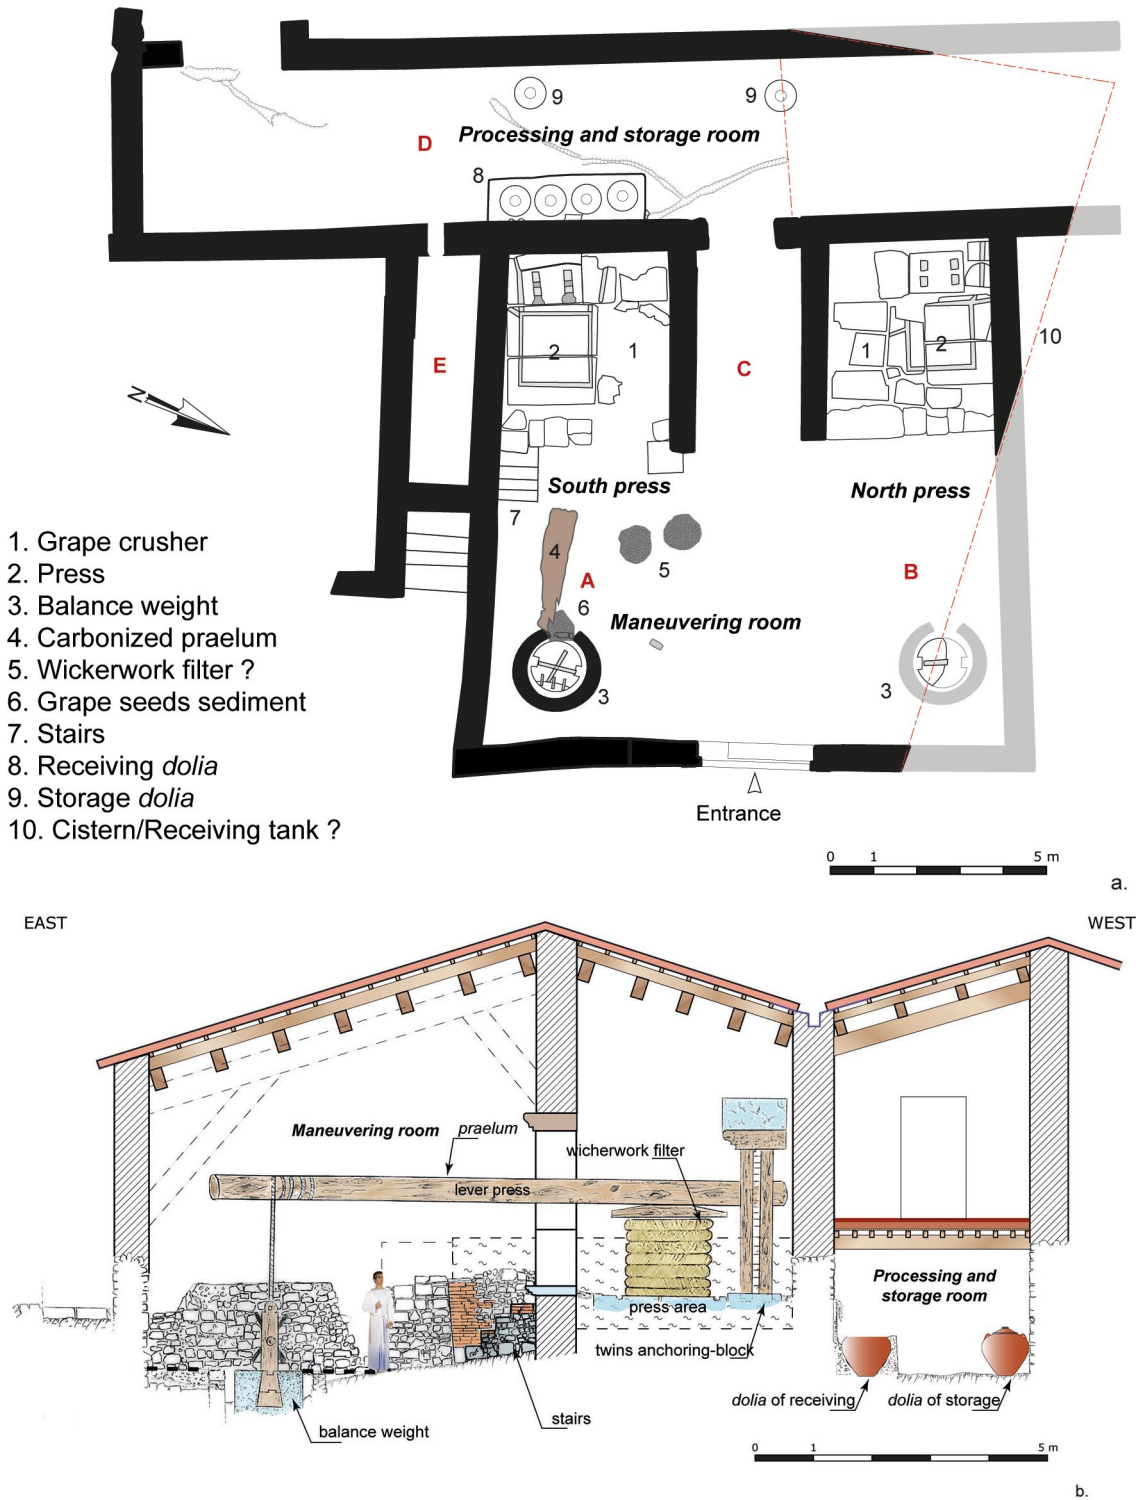 9
9
Processing and storage room
D
8
10
2
1
1
2
E
C
N
South press
North press
7
4
5
A
B
6
Maneuvering room
3
3
1. Grape crusher
2. Press
3. Balance weight
4. Carbonized praelum
5. Wickerwork filter ?
6. Grape seeds sediment
7. Stairs
8. Receiving dolia
9. Storage dolia
10. Cistern/Receiving tank ?
Entrance
0 1 5 m
a.
EAST
WEST
Maneuvering room
praelum
wicherwork filter
lever press
Processing and
storage room
press area
twins anchoring-block
dolia of receiving
dolia of storage
stairs
balance weight
0 1 5 m
b.